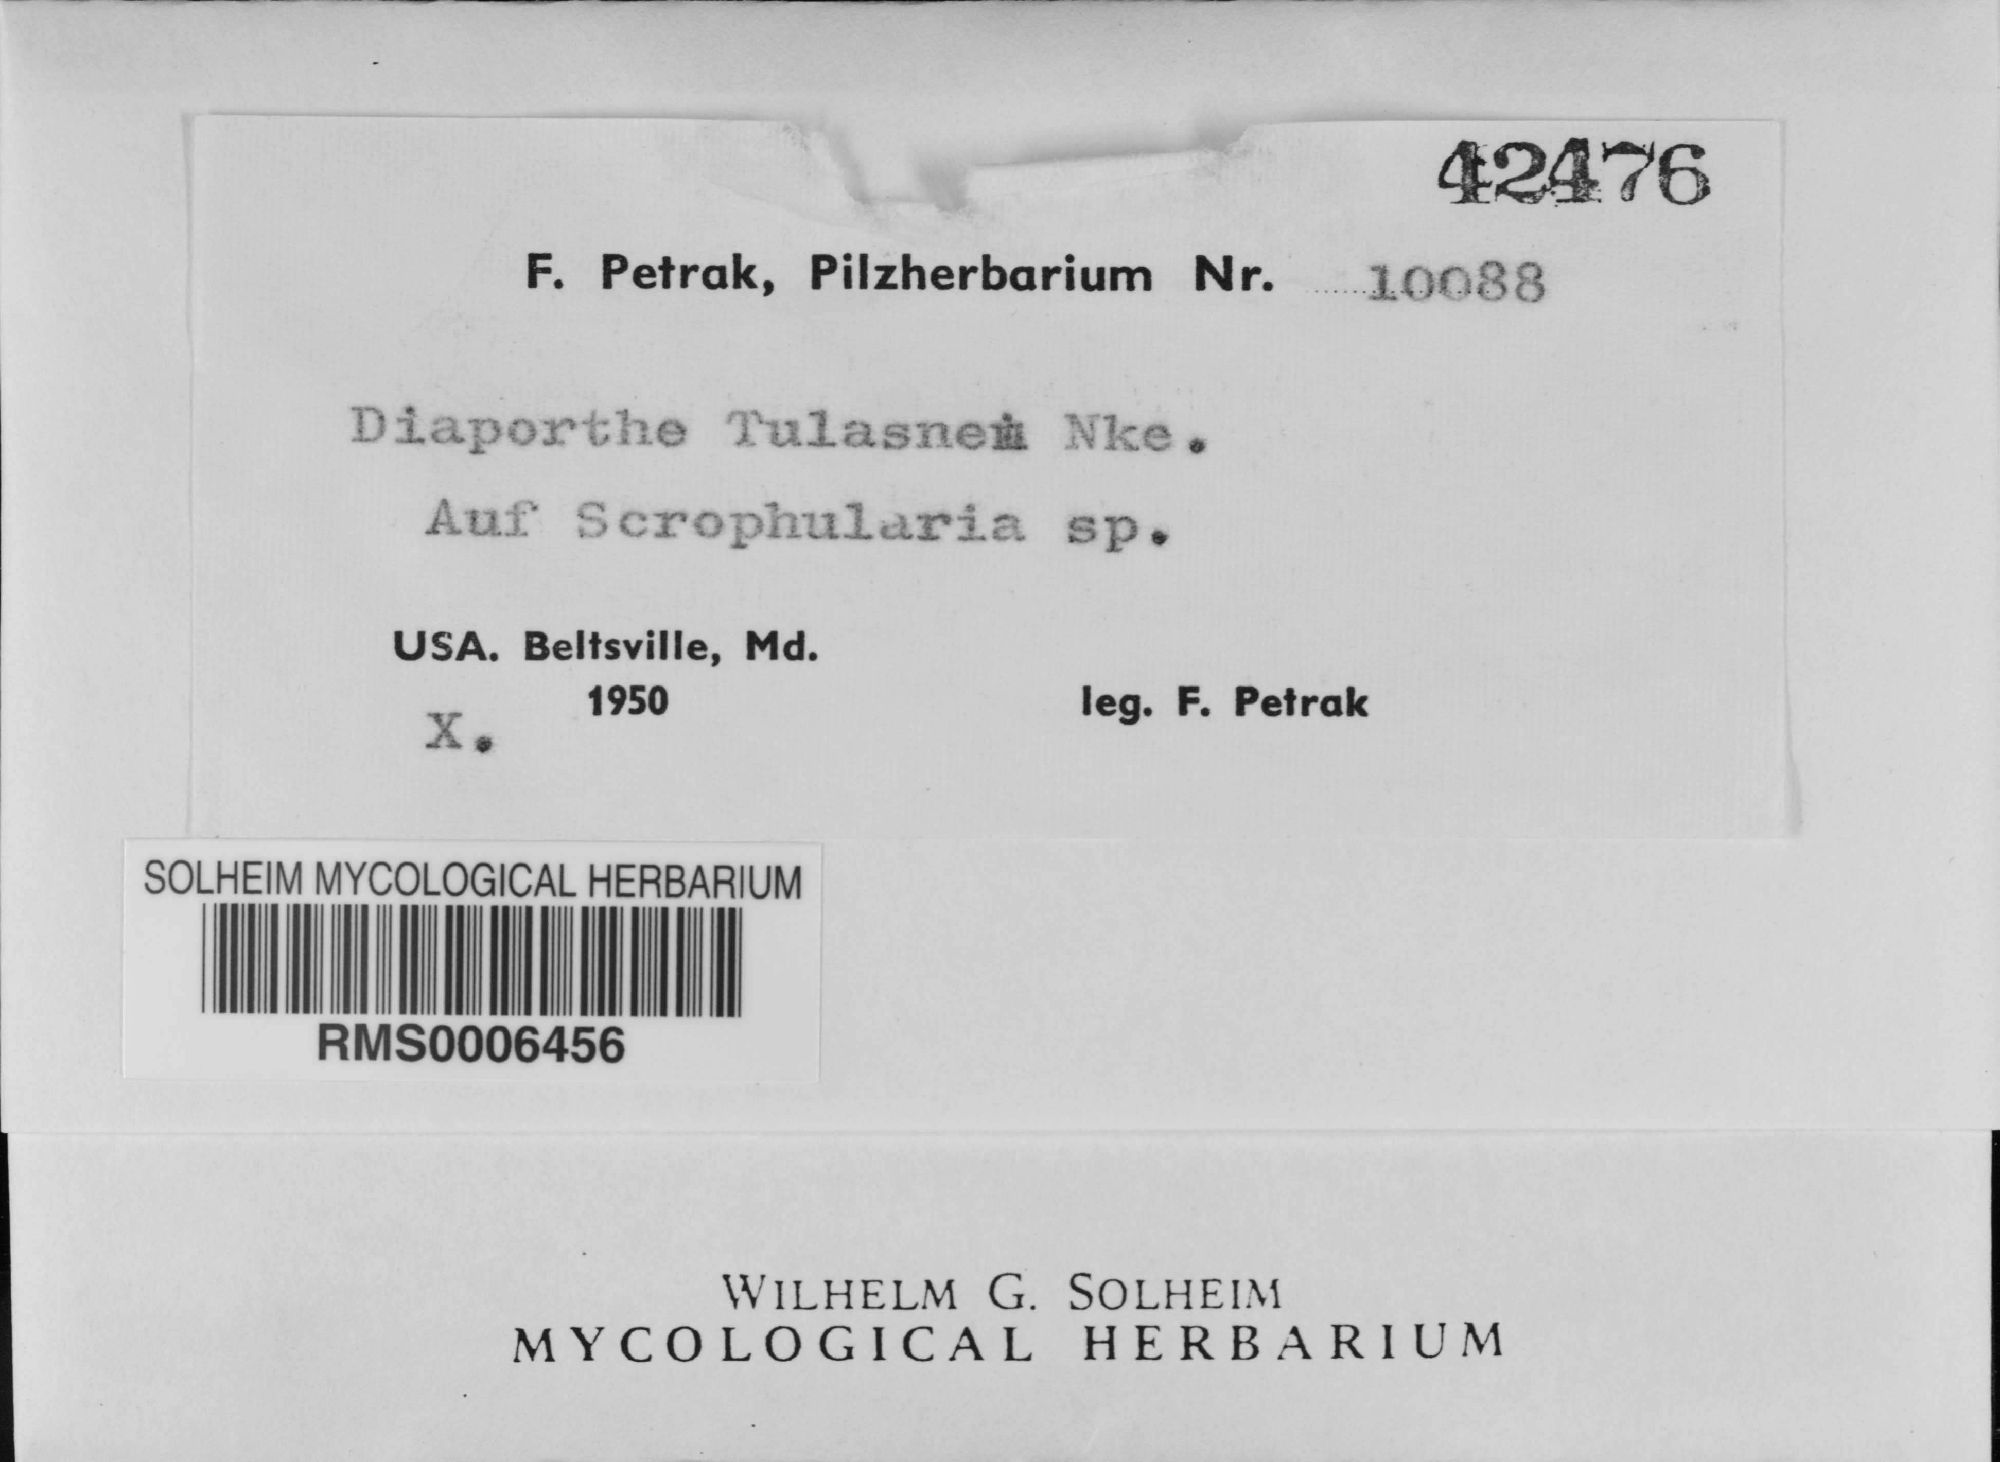 42476
F. Petrak, Pilzherbarium Nr. 10088
Diaporthe Tulasnei Nke.
Auf Scrophularia sp.
USA. Beltsville, Md.
X. 1950 leg. F. Petrak
SOLHEIM MYCOLOGICAL HERBARIUM
RMS0006456
WILHELM G. SOLHEIM
MYCOLOGICAL HERBARIUM